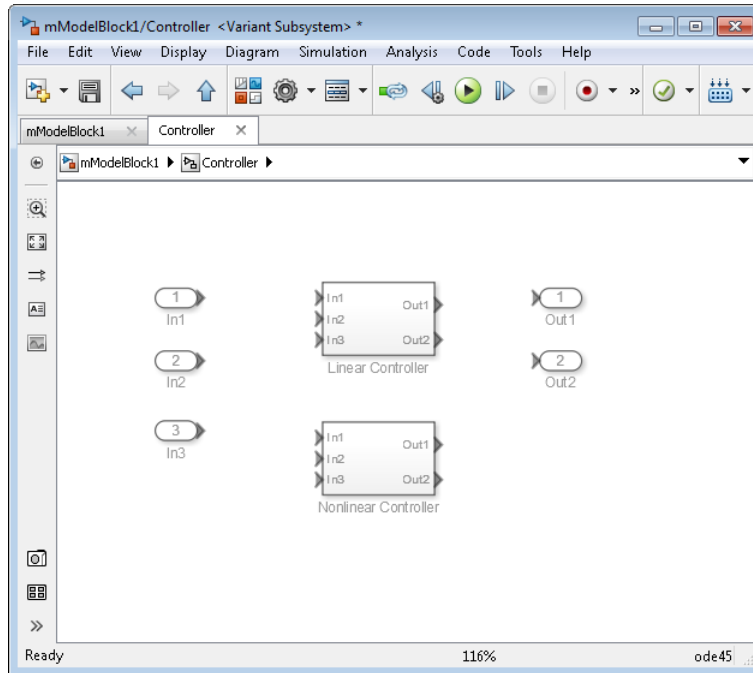 mModelBlock1/Controller <Variant Subsystem> *
File Edit View Display Diagram Simulation Analysis Code Tools Help
mModelBlock1 Controller
mModelBlock1 Controller
1
In1
2
In2
3
In3
In1
In2
In3
Out1
Out2
Linear Controller
In1
In2
In3
Out1
Out2
Nonlinear Controller
1
Out1
2
Out2
Ready 116% ode45